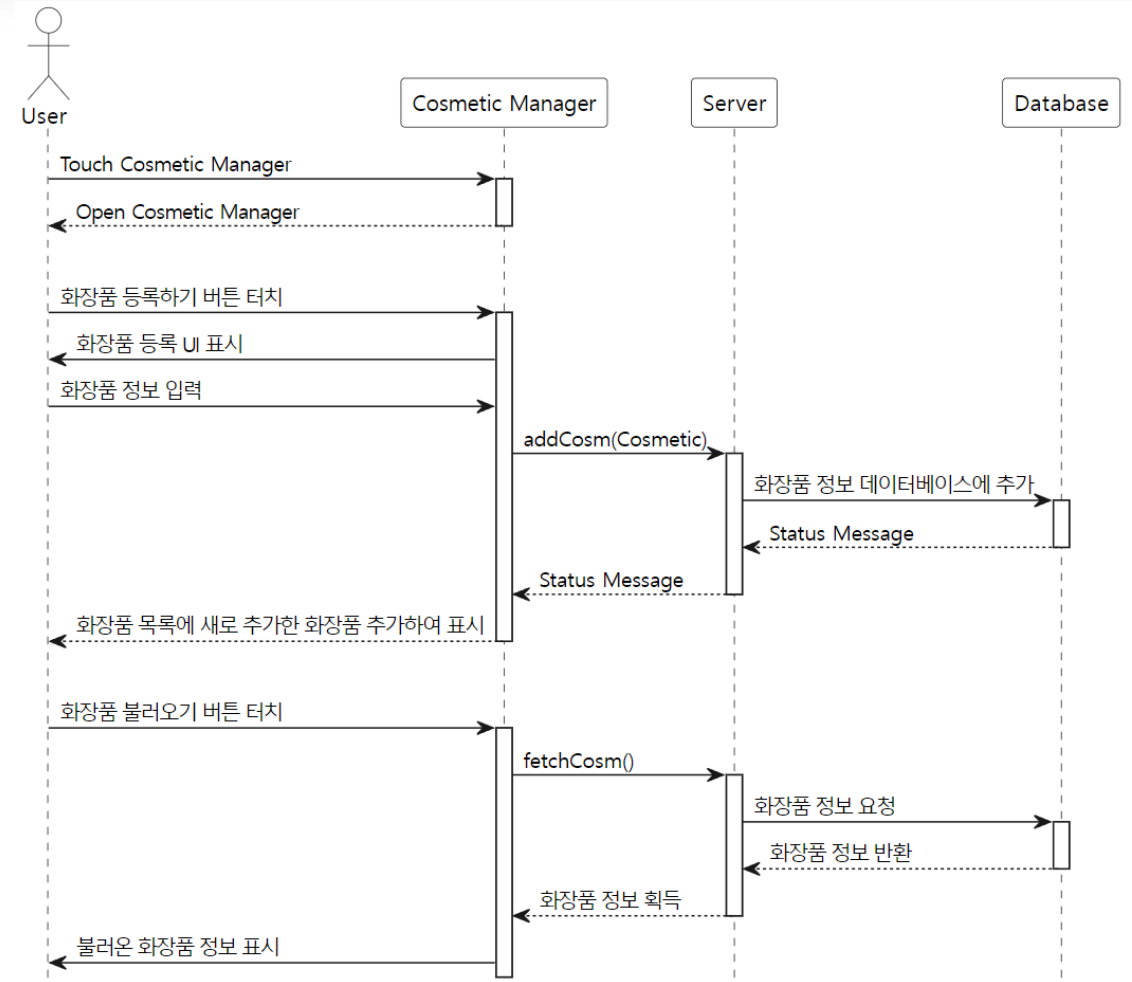 User
Cosmetic Manager
Server
Database
Touch Cosmetic Manager
Open Cosmetic Manager
화장품 등록하기 버튼 터치
화장품 등록 UI 표시
화장품 정보 입력
addCosm(Cosmetic)
화장품 정보 데이터베이스에 추가
Status Message
Status Message
화장품 목록에 새로 추가한 화장품 추가하여 표시
화장품 불러오기 버튼 터치
fetchCosm()
화장품 정보 요청
화장품 정보 반환
화장품 정보 획득
불러온 화장품 정보 표시